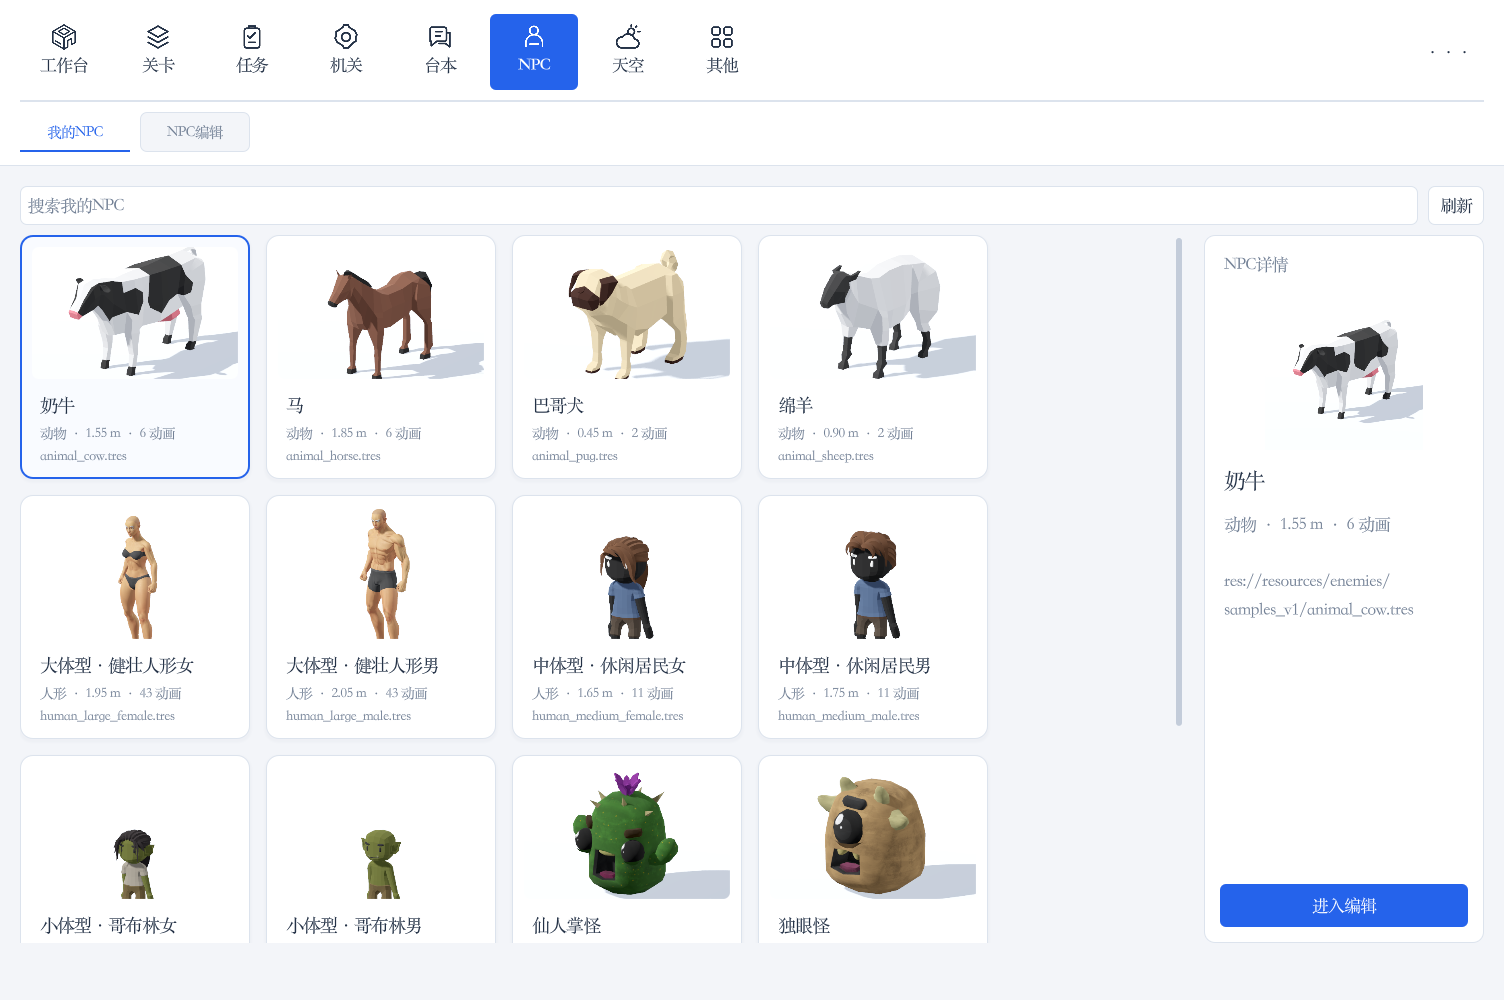 工作台
关卡
任务
机关
台本
NPC
天空
其他
· · ·
我的NPC
NPC编辑
搜索我的NPC
刷新
奶牛
动物 · 1.55 m · 6 动画
animal_cow.tres
马
动物 · 1.85 m · 6 动画
animal_horse.tres
巴哥犬
动物 · 0.45 m · 2 动画
animal_pug.tres
绵羊
动物 · 0.90 m · 2 动画
animal_sheep.tres
大体型 · 健壮人形女
人形 · 1.95 m · 43 动画
human_large_female.tres
大体型 · 健壮人形男
人形 · 2.05 m · 43 动画
human_large_male.tres
中体型 · 休闲居民女
人形 · 1.65 m · 11 动画
human_medium_female.tres
中体型 · 休闲居民男
人形 · 1.75 m · 11 动画
human_medium_male.tres
小体型 · 哥布林女
小体型 · 哥布林男
仙人掌怪
独眼怪
NPC详情
奶牛
动物 · 1.55 m · 6 动画
res://resources/enemies/
samples_v1/animal_cow.tres
进入编辑